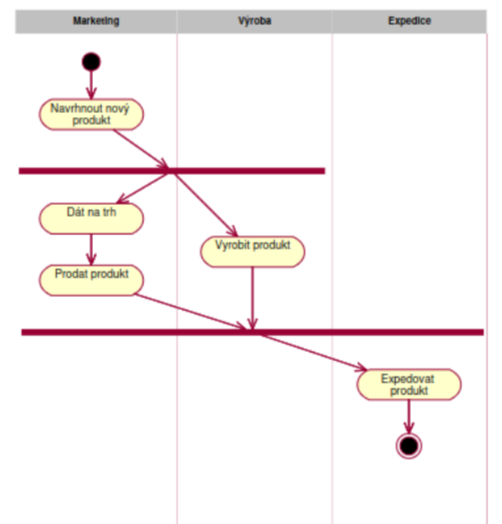 Marketing
Výroba
Expedice
Navrhnout nový
produkt
Dát na trh
Vyrobit produkt
Prodat produkt
Expedovat
produkt